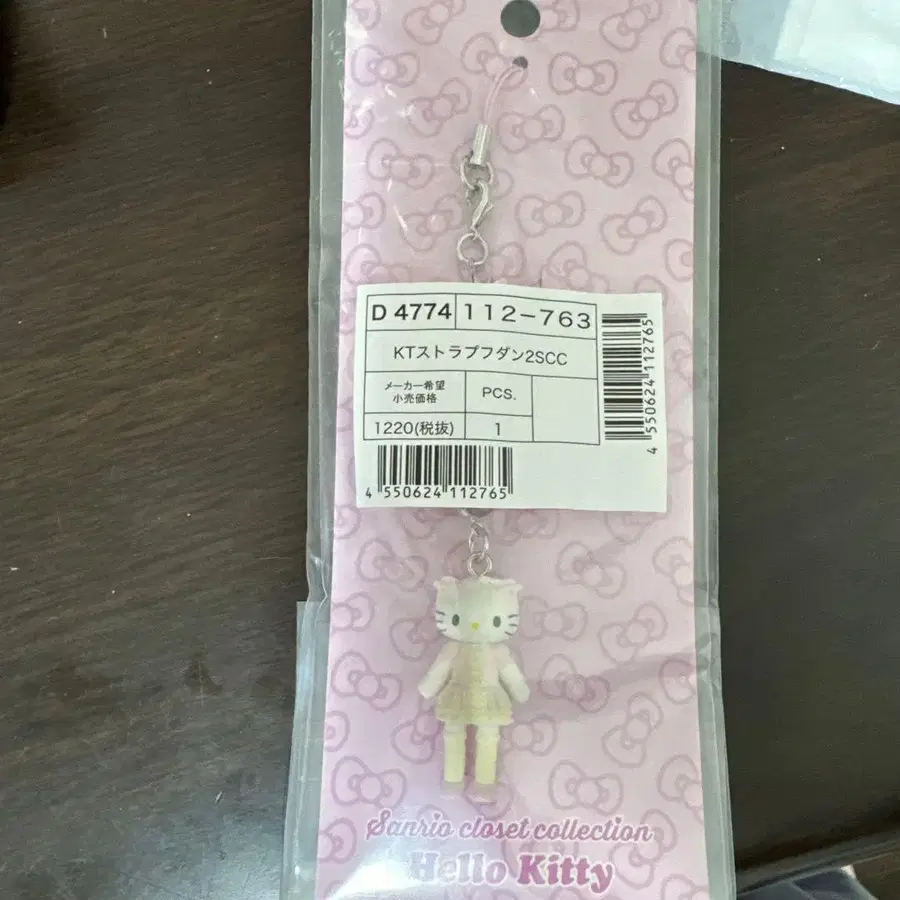 D 4774 112-763
KTストラップフダン2SCC
メーカー希望
小売価格
PCS.
1220(税抜) 1
4 550624 112765
4 550624 112765
Sanrio closet collection
Hello Kitty